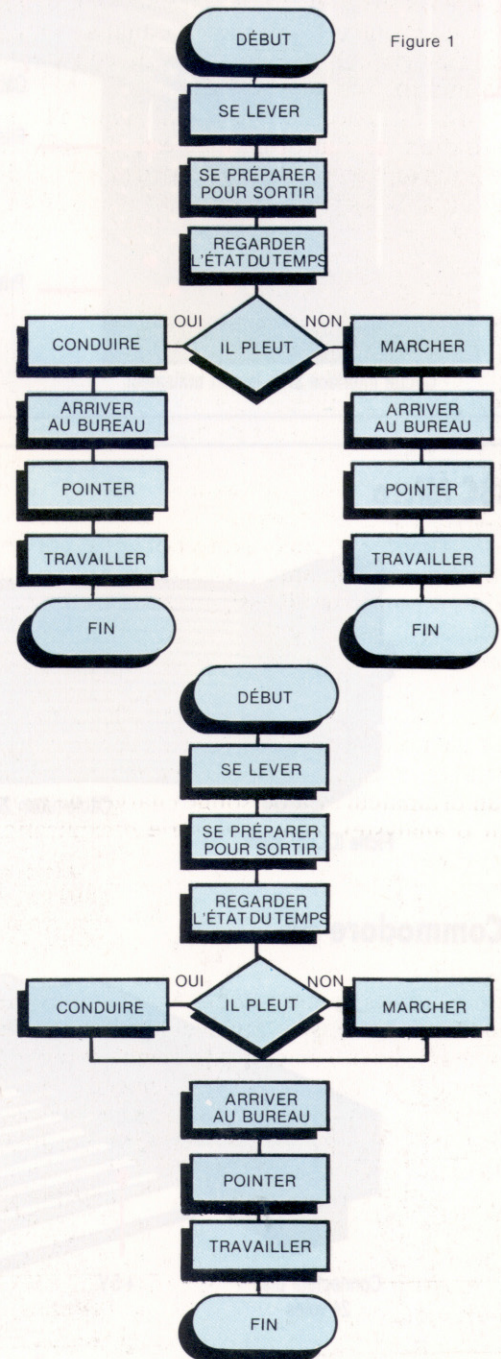 Figure 1
DÉBUT
SE LEVER
SE PRÉPARER
POUR SORTIR
REGARDER
L'ÉTAT DU TEMPS
OUI
NON
CONDUIRE
IL PLEUT
MARCHER
ARRIVER
AU BUREAU
ARRIVER
AU BUREAU
POINTER
POINTER
TRAVAILLER
TRAVAILLER
FIN
FIN
DÉBUT
SE LEVER
SE PRÉPARER
POUR SORTIR
REGARDER
L'ÉTAT DU TEMPS
OUI
NON
CONDUIRE
IL PLEUT
MARCHER
ARRIVER
AU BUREAU
POINTER
TRAVAILLER
FIN
Commodore